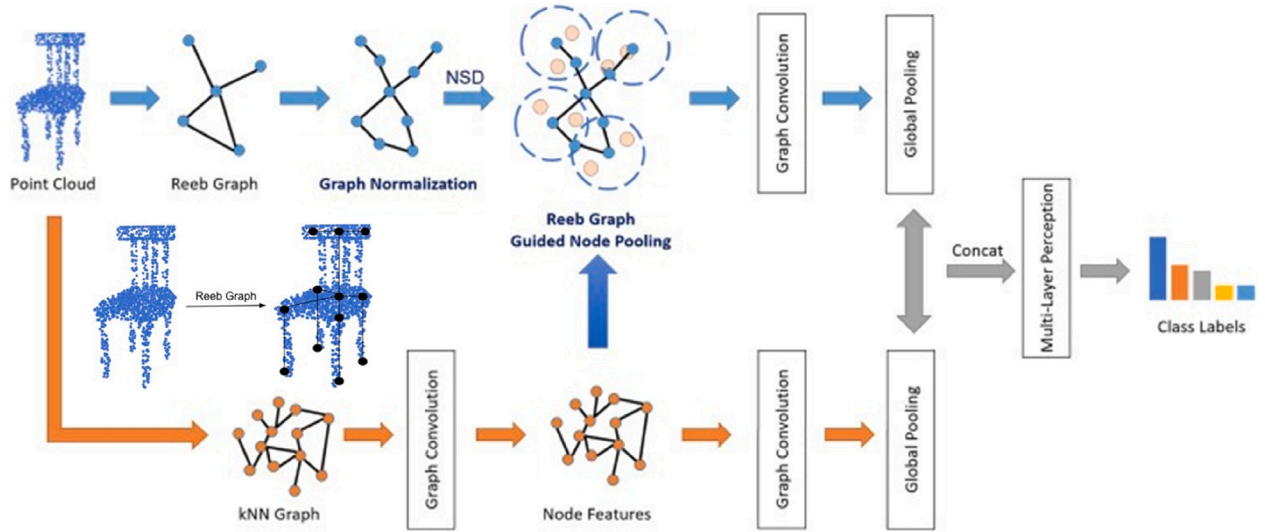 NSD
Point Cloud
Reeb Graph
Graph Normalization
Graph Convolution
Global Pooling
Reeb Graph
Guided Node Pooling
Reeb Graph
Concat
Multi-Layer Perception
Class Labels
Graph Convolution
Graph Convolution
Global Pooling
kNN Graph
Node Features